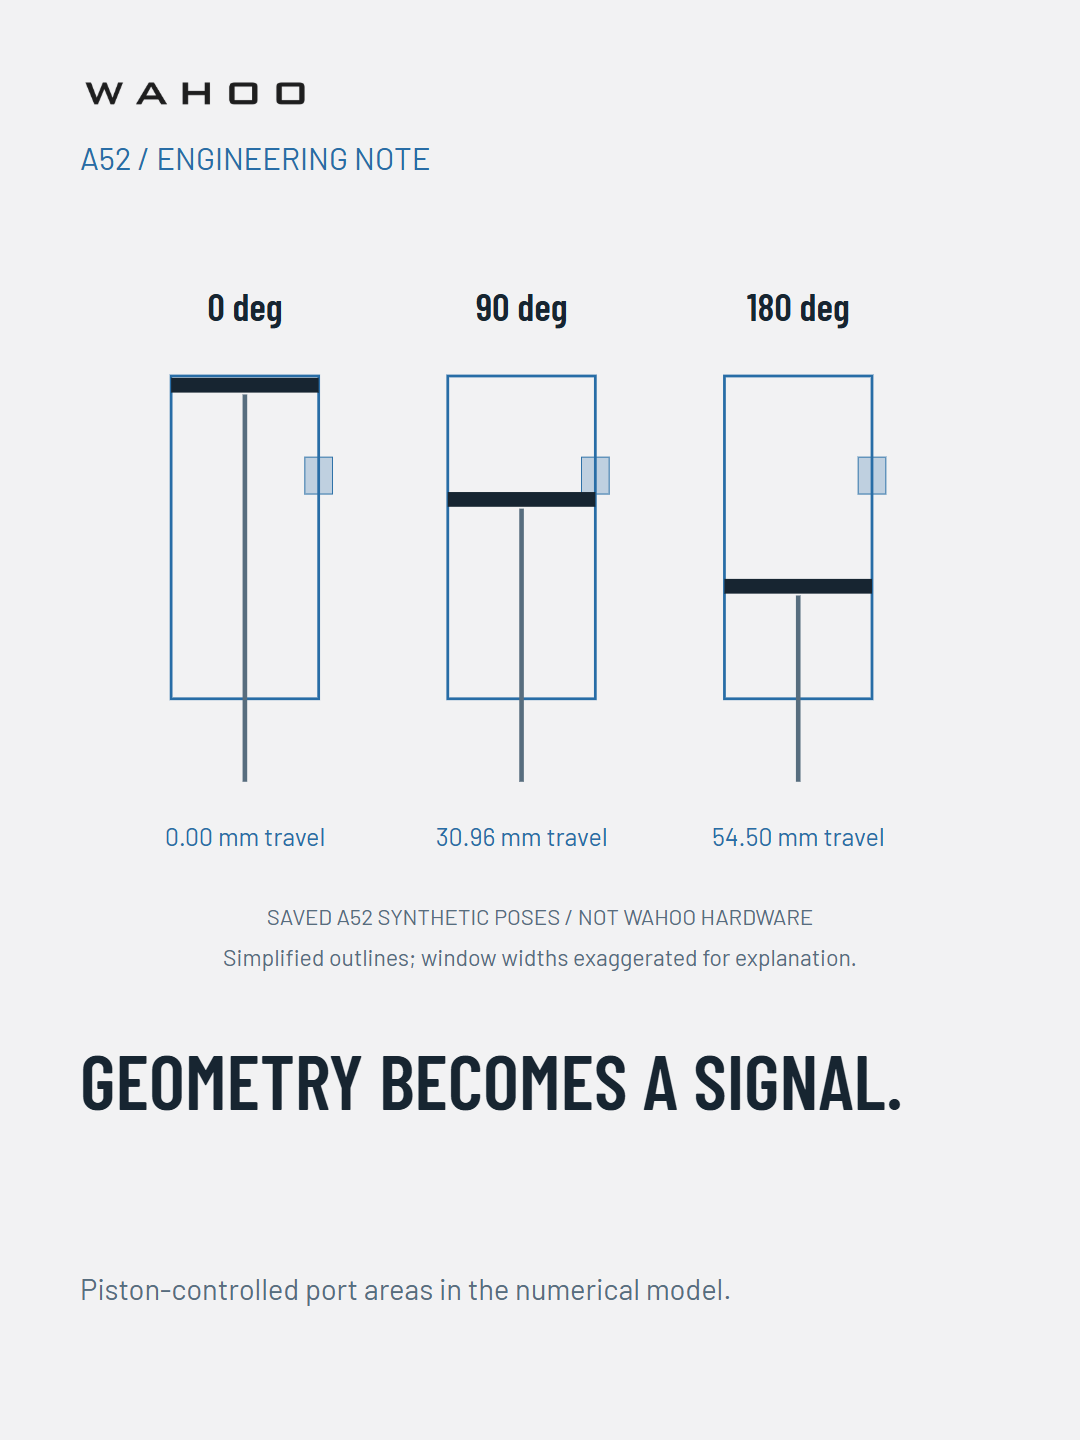 WAHOO
A52 / ENGINEERING NOTE
0 deg
90 deg
180 deg
0.00 mm travel
30.96 mm travel
54.50 mm travel
SAVED A52 SYNTHETIC POSES / NOT WAHOO HARDWARE
Simplified outlines; window widths exaggerated for explanation.
GEOMETRY BECOMES A SIGNAL.
Piston-controlled port areas in the numerical model.